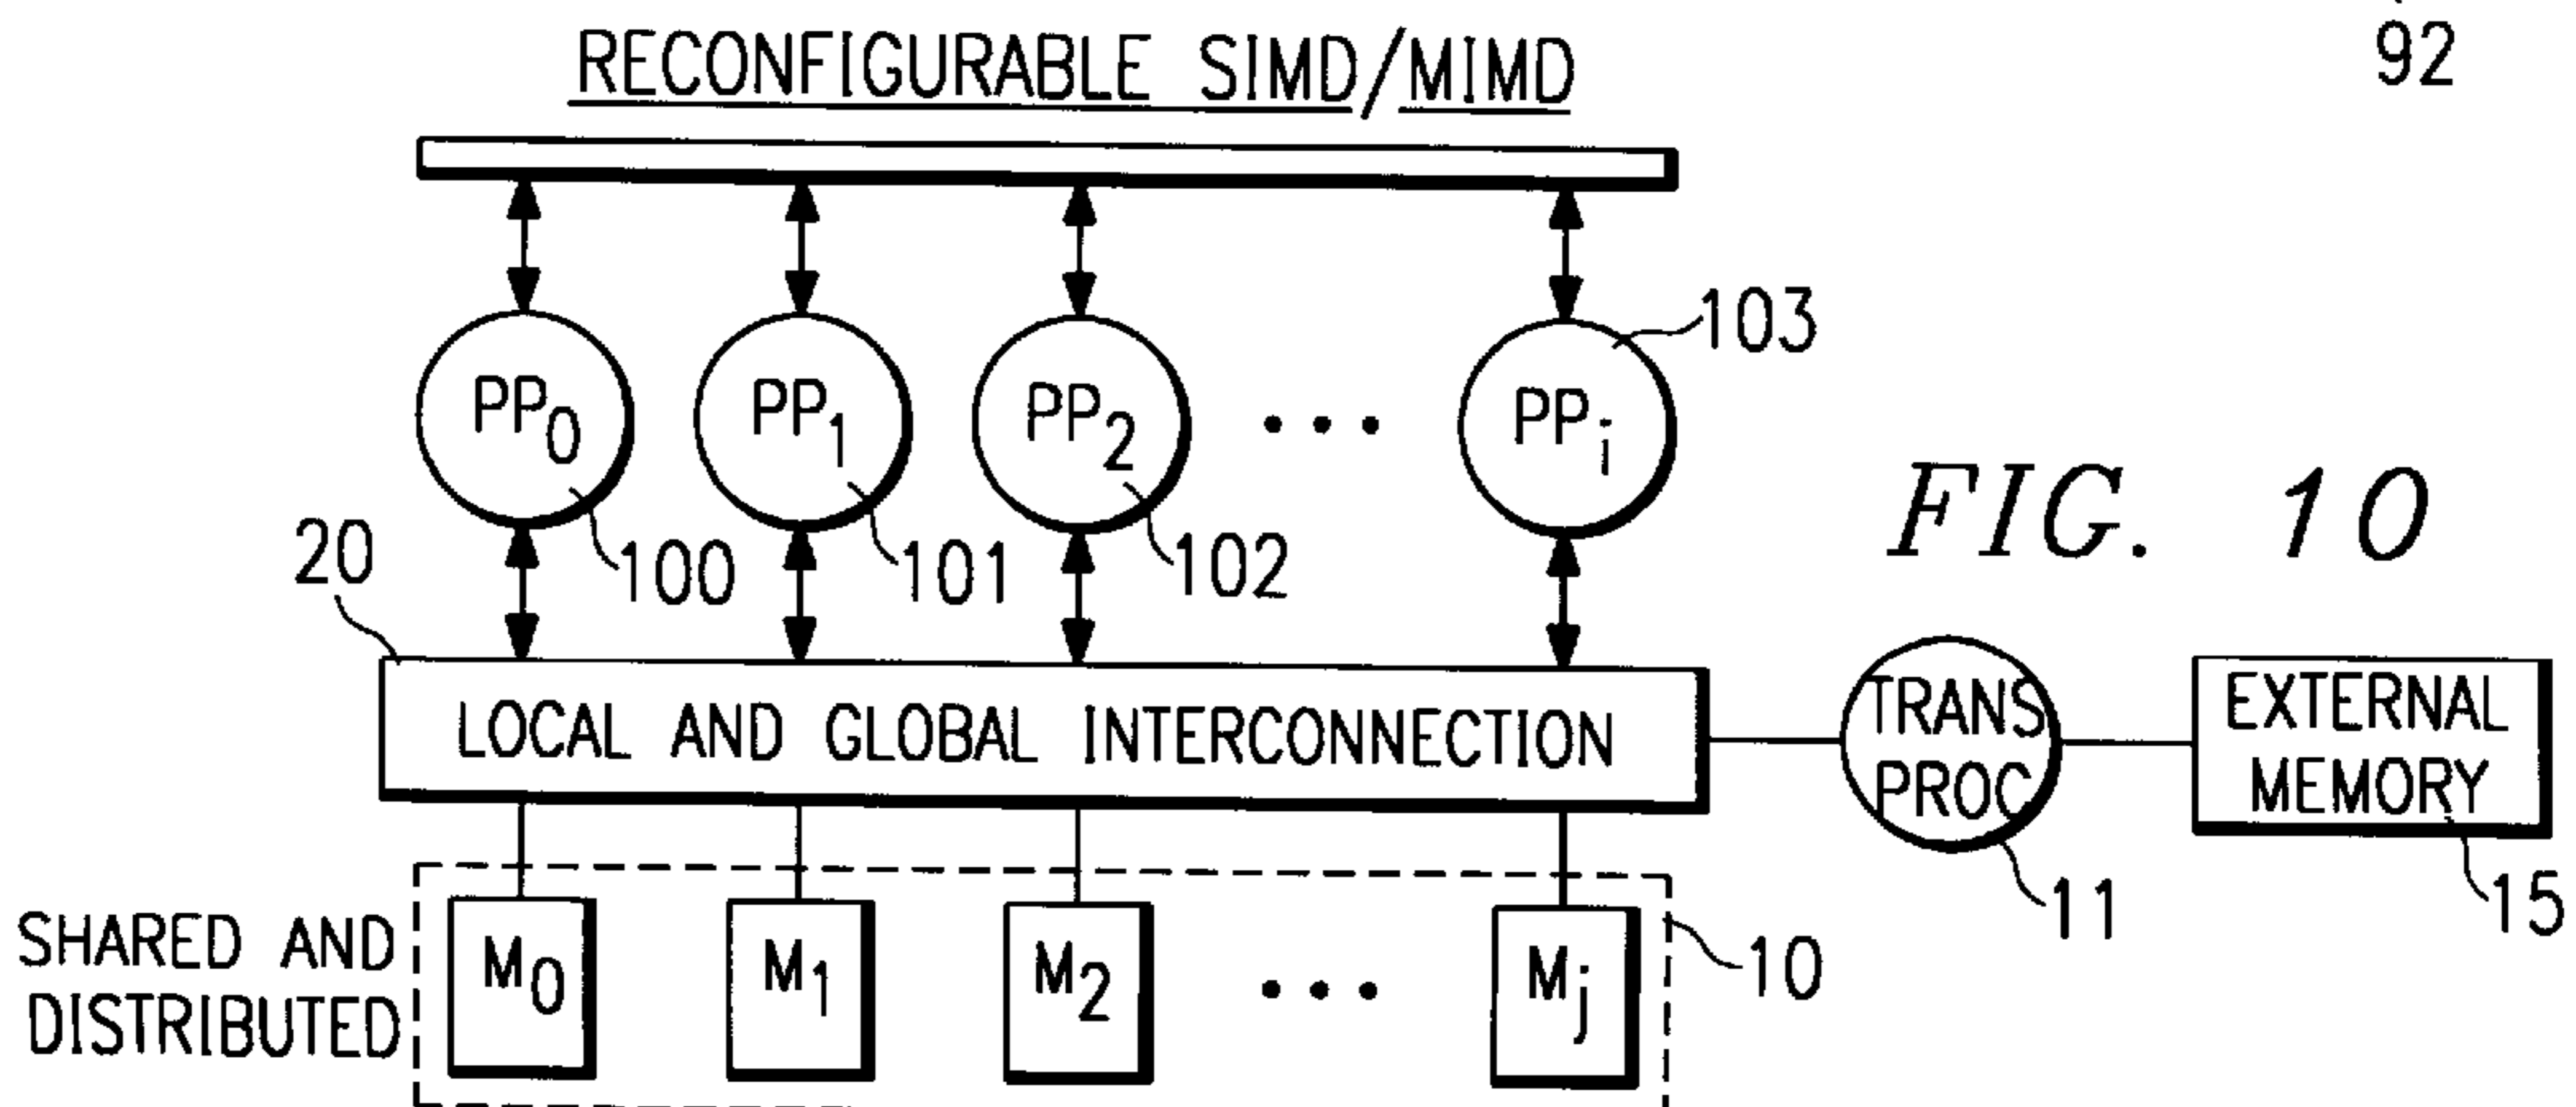 92
RECONFIGURABLE SIMD/MIMD
PP0 PP1 PP2 ... PPi
103
100 101 102
FIG. 10
20
LOCAL AND GLOBAL INTERCONNECTION
TRANS
PROC
EXTERNAL
MEMORY
11
15
SHARED AND
DISTRIBUTED
M0 M1 M2 ... Mj
10